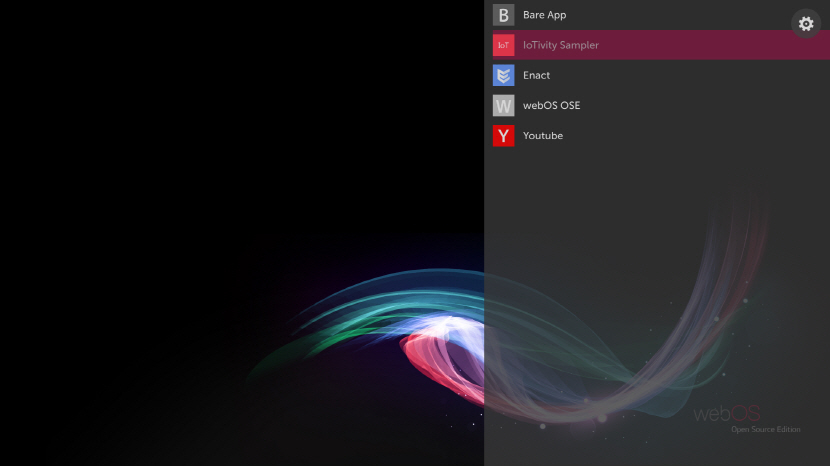 B Bare App
IoT IoTivity Sampler
Enact
W webOS OSE
Y Youtube
webOS
Open Source Edition